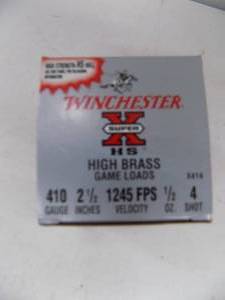 WINCHESTER
X
SUPER
HS
HIGH BRASS
GAME LOADS
X414
410 2 1/2 1245 FPS 1/2 4
GAUGE INCHES VELOCITY OZ. SHOT